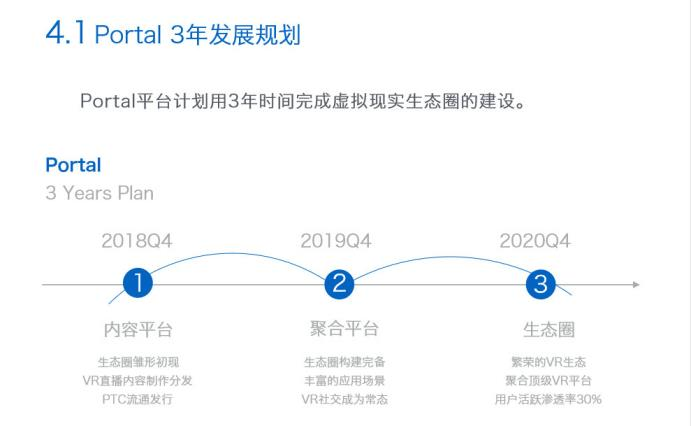 4.1 Portal 3年发展规划
Portal平台计划用3年时间完成虚拟现实生态圈的建设。
Portal
3 Years Plan
2018Q4
2019Q4
2020Q4
1
2
3
内容平台
聚合平台
生态圈
生态圈雏形初现
VR直播内容制作分发
PTC流通发行
生态圈构建完备
丰富的应用场景
VR社交成为常态
繁荣的VR生态
聚合顶级VR平台
用户活跃渗透率30%